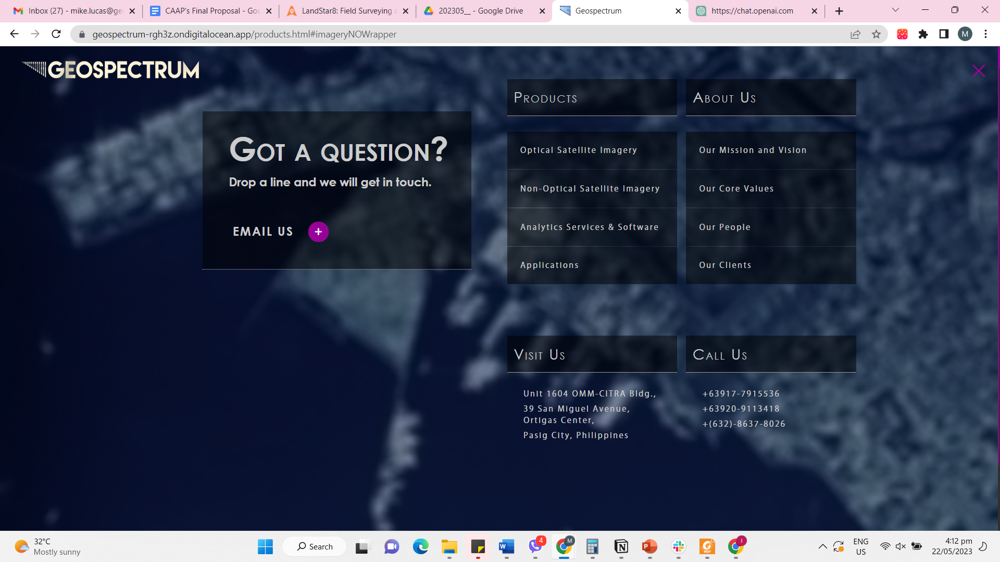 Inbox (27) - mike.lucas@ge
CAAP's Final Proposal - Goo
LandStar8: Field Surveying a
202305__ - Google Drive
Geospectrum
https://chat.openai.com
geospectrum-rgh3z.ondigitalocean.app/products.html#imageryNOWrapper
M
GEOSPECTRUM
Got a question?
Drop a line and we will get in touch.
EMAIL US
+
Products
Optical Satellite Imagery
Non-Optical Satellite Imagery
Analytics Services & Software
Applications
About Us
Our Mission and Vision
Our Core Values
Our People
Our Clients
Visit Us
Unit 1604 OMM-CITRA Bldg.,
39 San Miguel Avenue,
Ortigas Center,
Pasig City, Philippines
Call Us
+63917-7915536
+63920-9113418
+(632)-8637-8026
32°C
Mostly sunny
Search
W
4
M
N
P
PDF
I
ENG
US
4:12 pm
22/05/2023